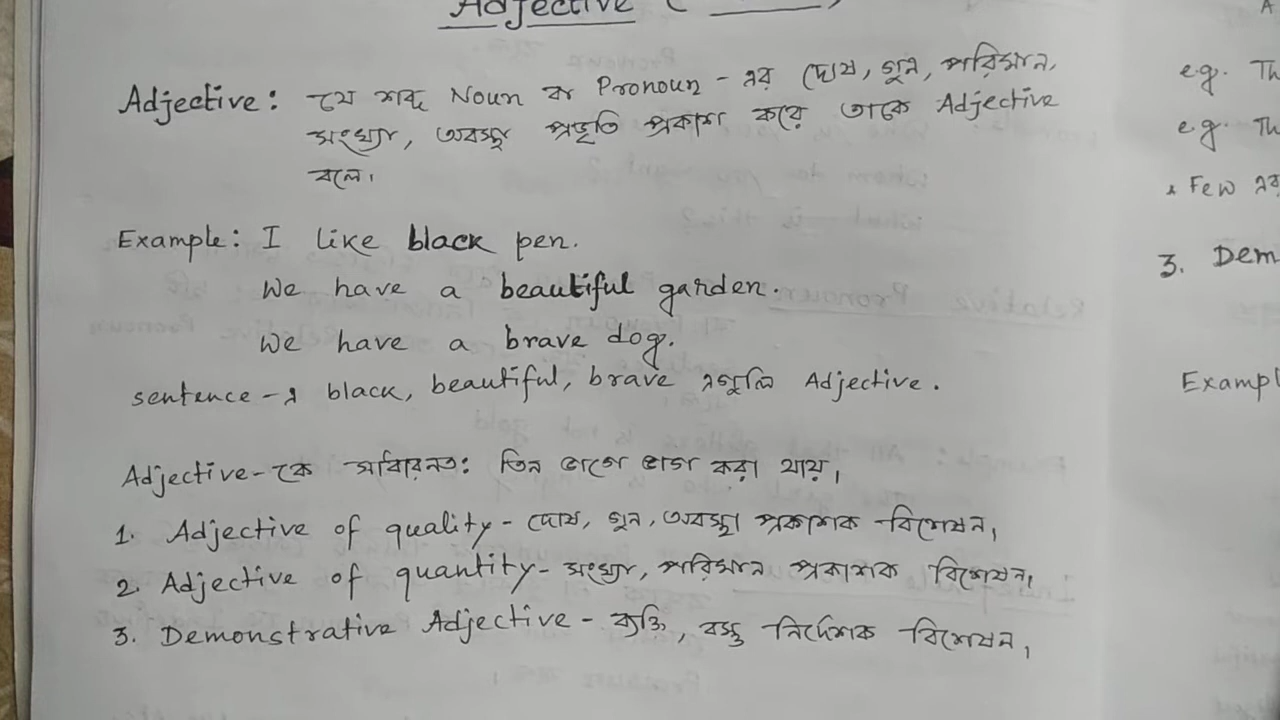 Adjective (
Adjective: যে শব্দ Noun বা Pronoun - এর দোষ, গুন, পরিমান,
সংখ্যা, অবস্থা প্রভৃতি প্রকাশ করে তাকে Adjective
বলে।
Example: I like black pen.
We have a beautiful garden.
We have a brave dog.
sentence - এ black, beautiful, brave এগুলি Adjective.
Adjective-কে সাধারনত: তিন ভাগে ভাগ করা যায়।
1. Adjective of quality - দোষ, গুন, অবস্থা প্রকাশক বিশেষন।
2. Adjective of quantity - সংখ্যা, পরিমান প্রকাশক বিশেষন।
3. Demonstrative Adjective - ব্যক্তি, বস্তু নির্দেশক বিশেষন।
A
e.g. Th
e.g. Th
* Few এর
3. Dem
Exampl